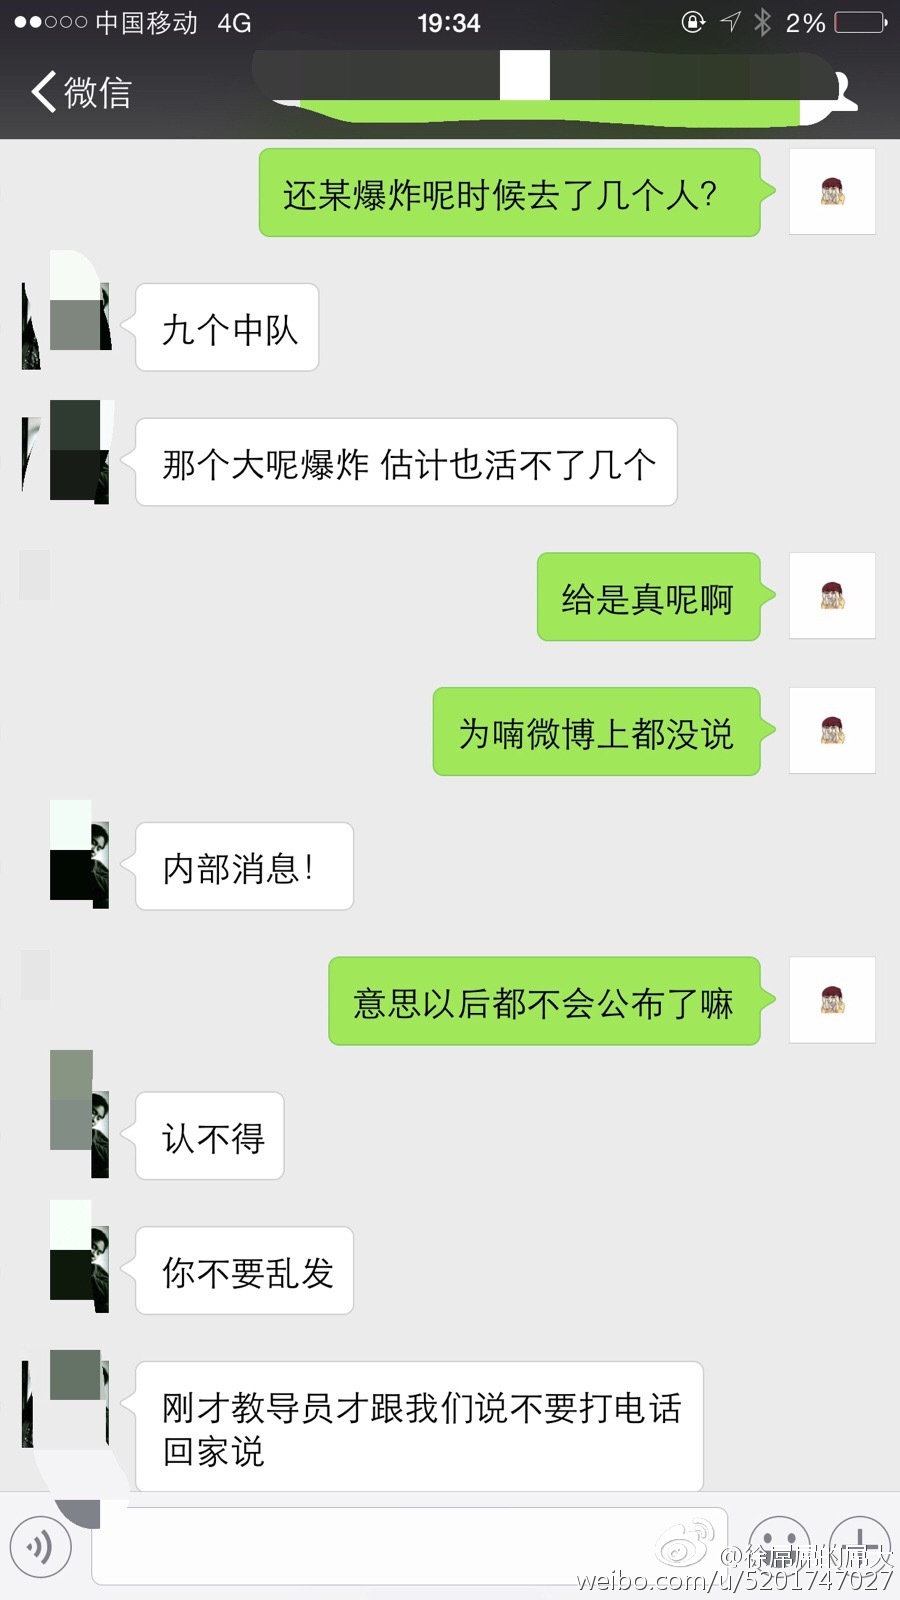 中国移动 4G 19:34 2%
微信
还某爆炸呢时候去了几个人？
九个中队
那个大呢爆炸 估计也活不了几个
给是真呢啊
为喃微博上都没说
内部消息！
意思以后都不会公布了嘛
认不得
你不要乱发
刚才教导员才跟我们说不要打电话
回家说
weibo.com/u/5201747027